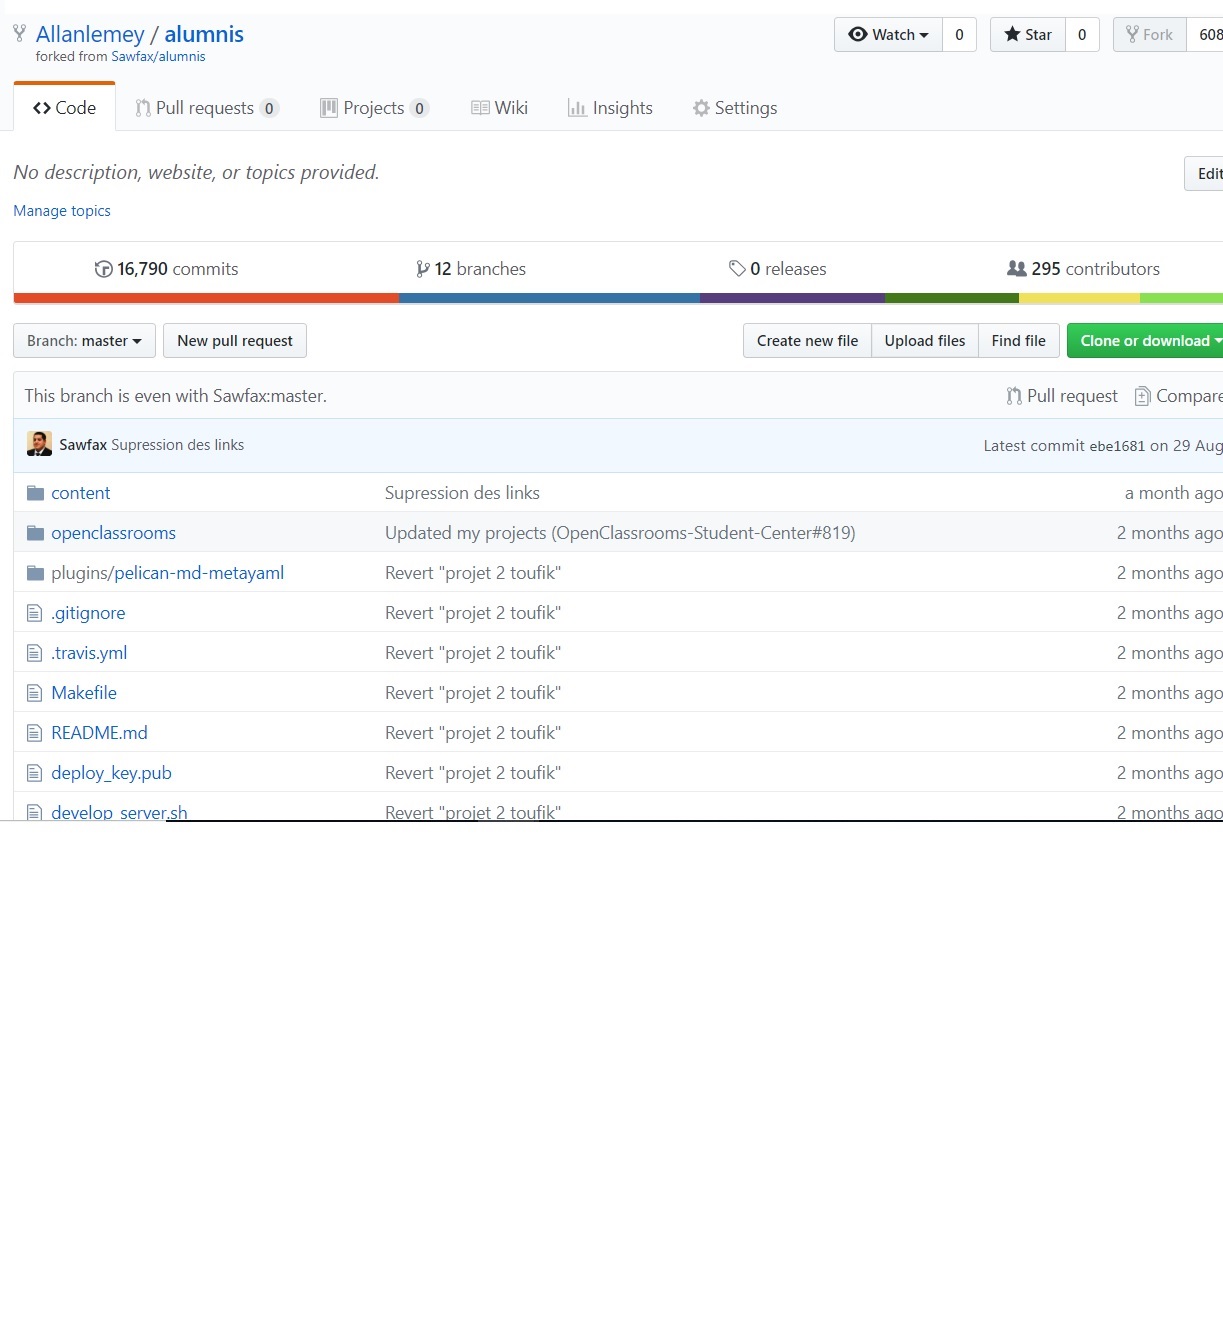 Allanlemey / alumnis
forked from Sawfax/alumnis
Watch 0 Star 0 Fork 608
Code Pull requests 0 Projects 0 Wiki Insights Settings
No description, website, or topics provided.
Edit
Manage topics
16,790 commits 12 branches 0 releases 295 contributors
Branch: master New pull request Create new file Upload files Find file Clone or download
This branch is even with Sawfax:master. Pull request Compare
Sawfax Supression des links Latest commit ebe1681 on 29 Aug
content Supression des links a month ago
openclassrooms Updated my projects (OpenClassrooms-Student-Center#819) 2 months ago
plugins/pelican-md-metayaml Revert "projet 2 toufik" 2 months ago
.gitignore Revert "projet 2 toufik" 2 months ago
.travis.yml Revert "projet 2 toufik" 2 months ago
Makefile Revert "projet 2 toufik" 2 months ago
README.md Revert "projet 2 toufik" 2 months ago
deploy_key.pub Revert "projet 2 toufik" 2 months ago
develop_server.sh Revert "projet 2 toufik" 2 months ago